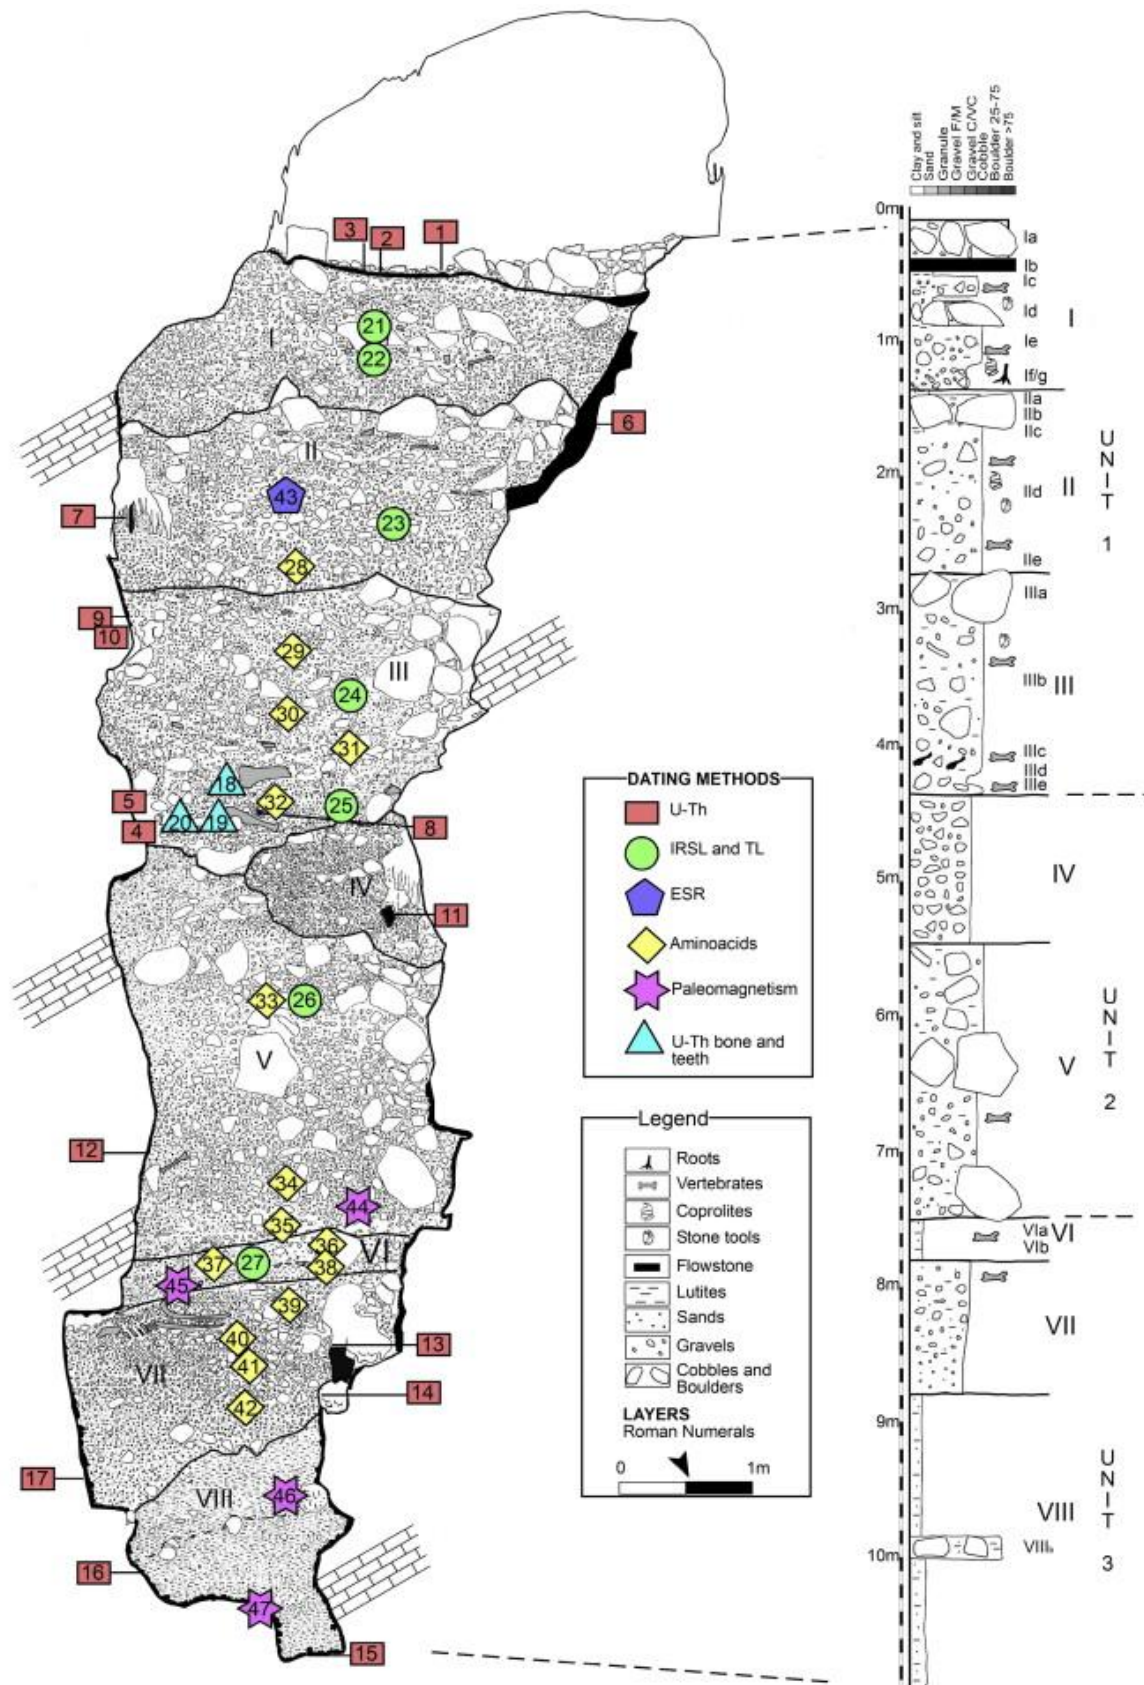 Clay and silt
Sand
Granule
Gravel F/M
Gravel C/VC
Cobble
Boulder 25-75
Boulder >75
3
2
1
21
22
I
6
II
43
7
23
28
9
10
29
III
24
30
31
18
5
32
25
20
19
4
8
IV
11
33
26
V
12
34
44
35
36
VI
37
27
38
45
39
13
40
41
VII
14
42
17
46
VIII
16
47
15
DATING METHODS
U-Th
IRSL and TL
ESR
Aminoacids
Paleomagnetism
U-Th bone and
teeth
Legend
Roots
Vertebrates
Coprolites
Stone tools
Flowstone
Lutites
Sands
Gravels
Cobbles and
Boulders
LAYERS
Roman Numerals
0 1m
0m
Ia
Ib
Ic
Id
I
1m
Ie
If/g
IIa
IIb
IIc
2m
II
IId
IIe
UNIT 1
3m
IIIa
IIIb
III
4m
IIIc
IIId
IIIe
IV
5m
6m
V
UNIT 2
7m
VIa
VI
VIb
8m
VII
9m
VIII
10m
UNIT 3